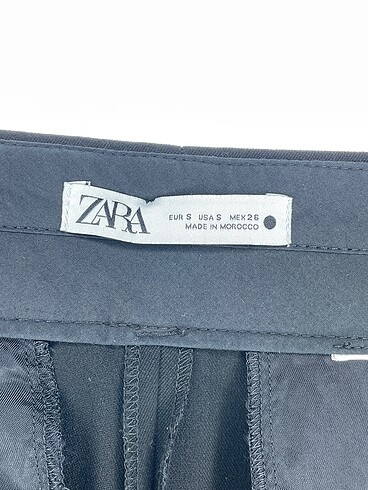 ZARA
EUR S USA S MEX 26
MADE IN MOROCCO